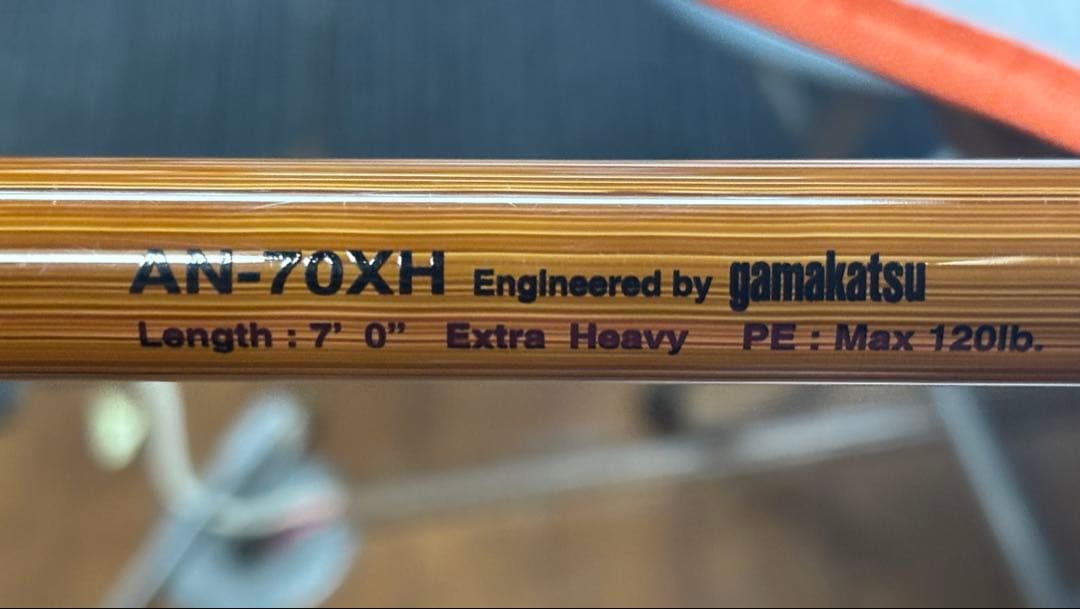 AN-70XH Engineered by gamakatsu
Length : 7’ 0” Extra Heavy PE : Max 120lb.